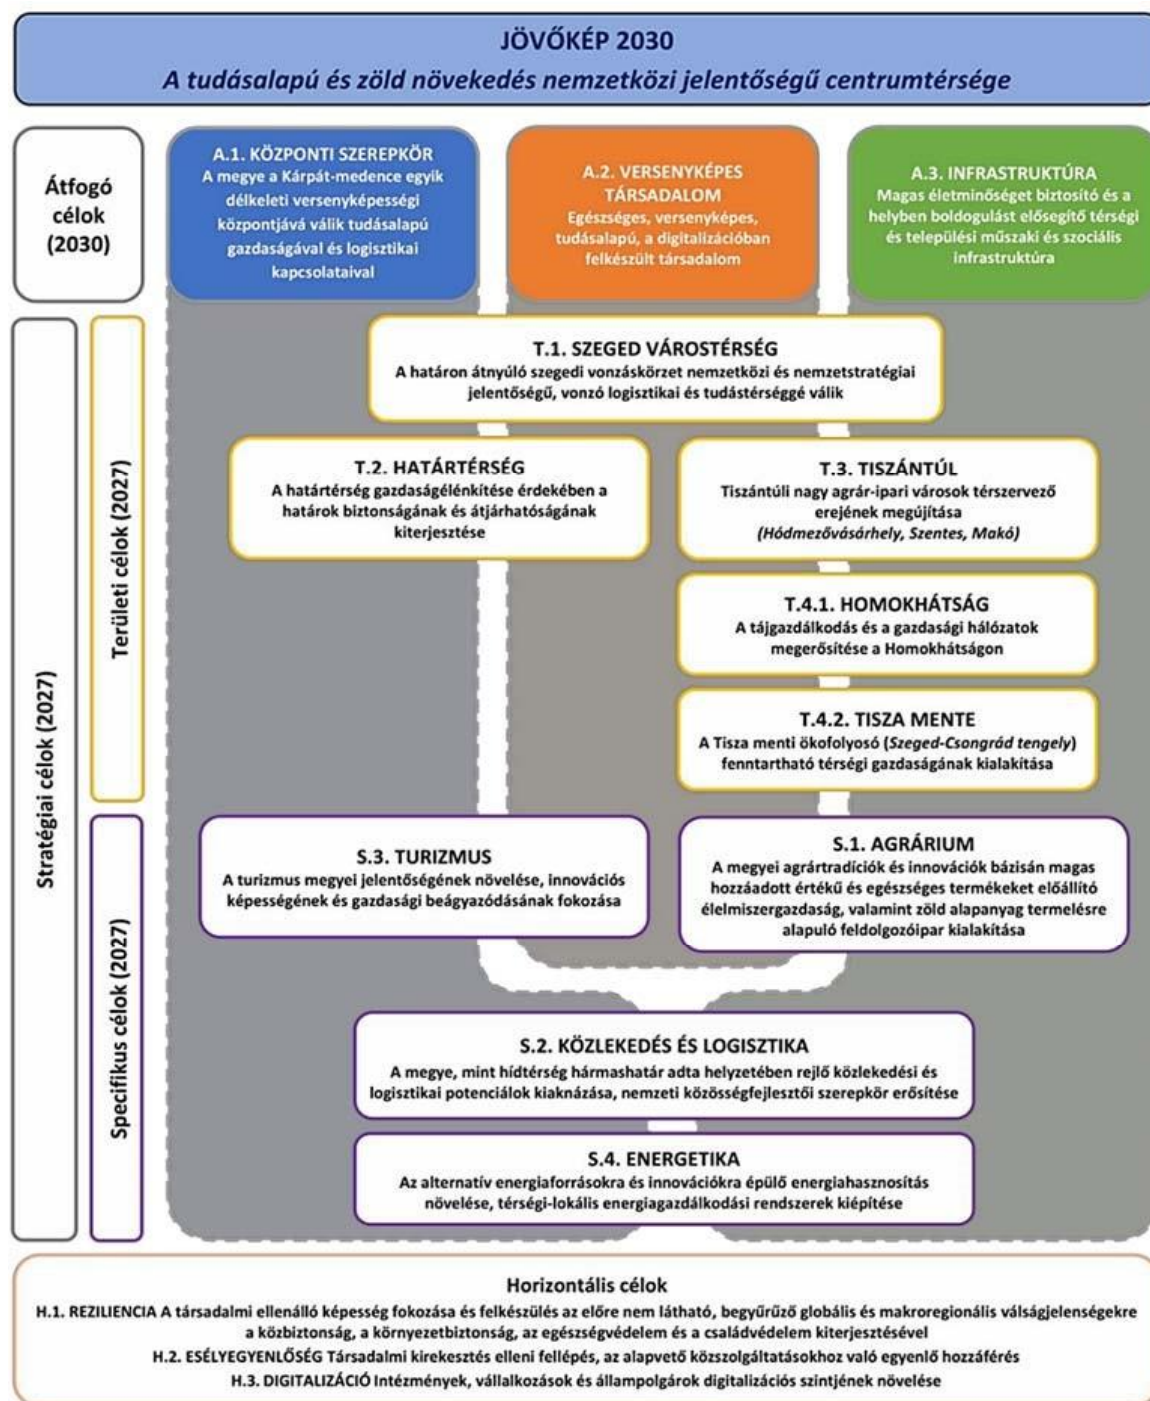 JÖVŐKÉP 2030
A tudásalapú és zöld növekedés nemzetközi jelentőségű centrumtérsége
Átfogó
célok
(2030)
A.1. KÖZPONTI SZEREPKÖR
A megye a Kárpát-medence egyik
délkeleti versenyképességi
központjává válik tudásalapú
gazdaságával és logisztikai
kapcsolataival
A.2. VERSENYKÉPES
TÁRSADALOM
Egészséges, versenyképes,
tudásalapú, a digitalizációban
felkészült társadalom
A.3. INFRASTRUKTÚRA
Magas életminőséget biztosító és a
helyben boldogulást elősegítő térségi
és települési műszaki és szociális
infrastruktúra
Stratégiai célok (2027)
Területi célok (2027)
T.1. SZEGED VÁROSTÉRSÉG
A határon átnyúló szegedi vonzáskörzet nemzetközi és nemzetstratégiai
jelentőségű, vonzó logisztikai és tudástérséggé válik
T.2. HATÁRTÉRSÉG
A határtérség gazdaságélénkítése érdekében a
határok biztonságának és átjárhatóságának
kiterjesztése
T.3. TISZÁNTÚL
Tiszántúli nagy agrár-ipari városok térszervező
erejének megújítása
(Hódmezővásárhely, Szentes, Makó)
T.4.1. HOMOKHÁTSÁG
A tájgazdálkodás és a gazdasági hálózatok
megerősítése a Homokhátságon
T.4.2. TISZA MENTE
A Tisza menti ökofolyosó (Szeged-Csongrád tengely)
fenntartható térségi gazdaságának kialakítása
Specifikus célok (2027)
S.3. TURIZMUS
A turizmus megyei jelentőségének növelése, innovációs
képességének és gazdasági beágyazódásának fokozása
S.1. AGRÁRIUM
A megyei agrártradíciók és innovációk bázisán magas
hozzáadott értékű és egészséges termékeket előállító
élelmiszergazdaság, valamint zöld alapanyag termelésre
alapuló feldolgozóipar kialakítása
S.2. KÖZLEKEDÉS ÉS LOGISZTIKA
A megye, mint hídtérség hármashatár adta helyzetében rejlő közlekedési és
logisztikai potenciálok kiaknázása, nemzeti közösségfejlesztői szerepkör erősítése
S.4. ENERGETIKA
Az alternatív energiaforrásokra és innovációkra épülő energiahasznosítás
növelése, térségi-lokális energiagazdálkodási rendszerek kiépítése
Horizontális célok
H.1. REZILIENCIA A társadalmi ellenálló képesség fokozása és felkészülés az előre nem látható, begyűrűző globális és makroregionális válságjelenségekre
a közbiztonság, a környezetbiztonság, az egészségvédelem és a családvédelem kiterjesztésével
H.2. ESÉLYEGYENLŐSÉG Társadalmi kirekesztés elleni fellépés, az alapvető közszolgáltatásokhoz való egyenlő hozzáférés
H.3. DIGITALIZÁCIÓ Intézmények, vállalkozások és állampolgárok digitalizációs szintjének növelése